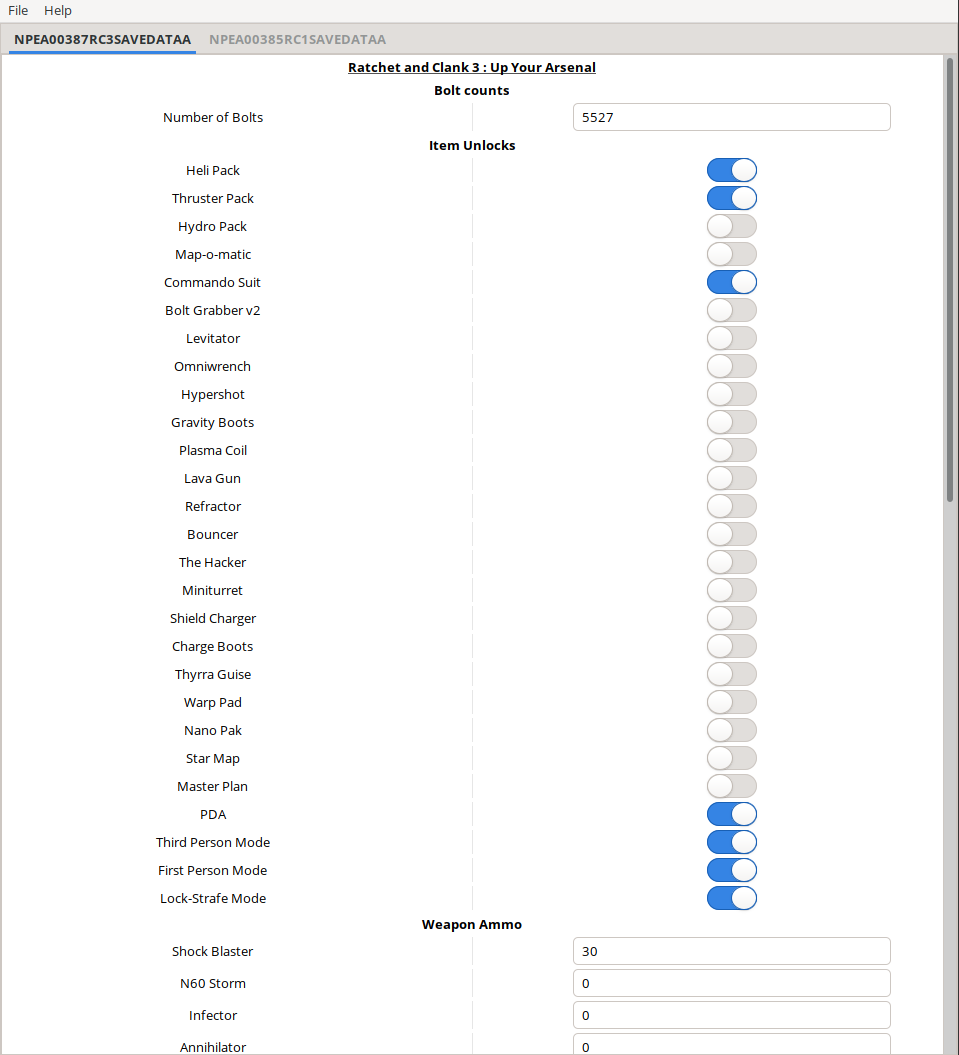 File Help
NPEA00387RC3SAVEDATAA NPEA00385RC1SAVEDATAA
Ratchet and Clank 3 : Up Your Arsenal
Bolt counts
Number of Bolts 5527
Item Unlocks
Heli Pack
Thruster Pack
Hydro Pack
Map-o-matic
Commando Suit
Bolt Grabber v2
Levitator
Omniwrench
Hypershot
Gravity Boots
Plasma Coil
Lava Gun
Refractor
Bouncer
The Hacker
Miniturret
Shield Charger
Charge Boots
Thyrra Guise
Warp Pad
Nano Pak
Star Map
Master Plan
PDA
Third Person Mode
First Person Mode
Lock-Strafe Mode
Weapon Ammo
Shock Blaster 30
N60 Storm 0
Infector 0
Annihilator 0